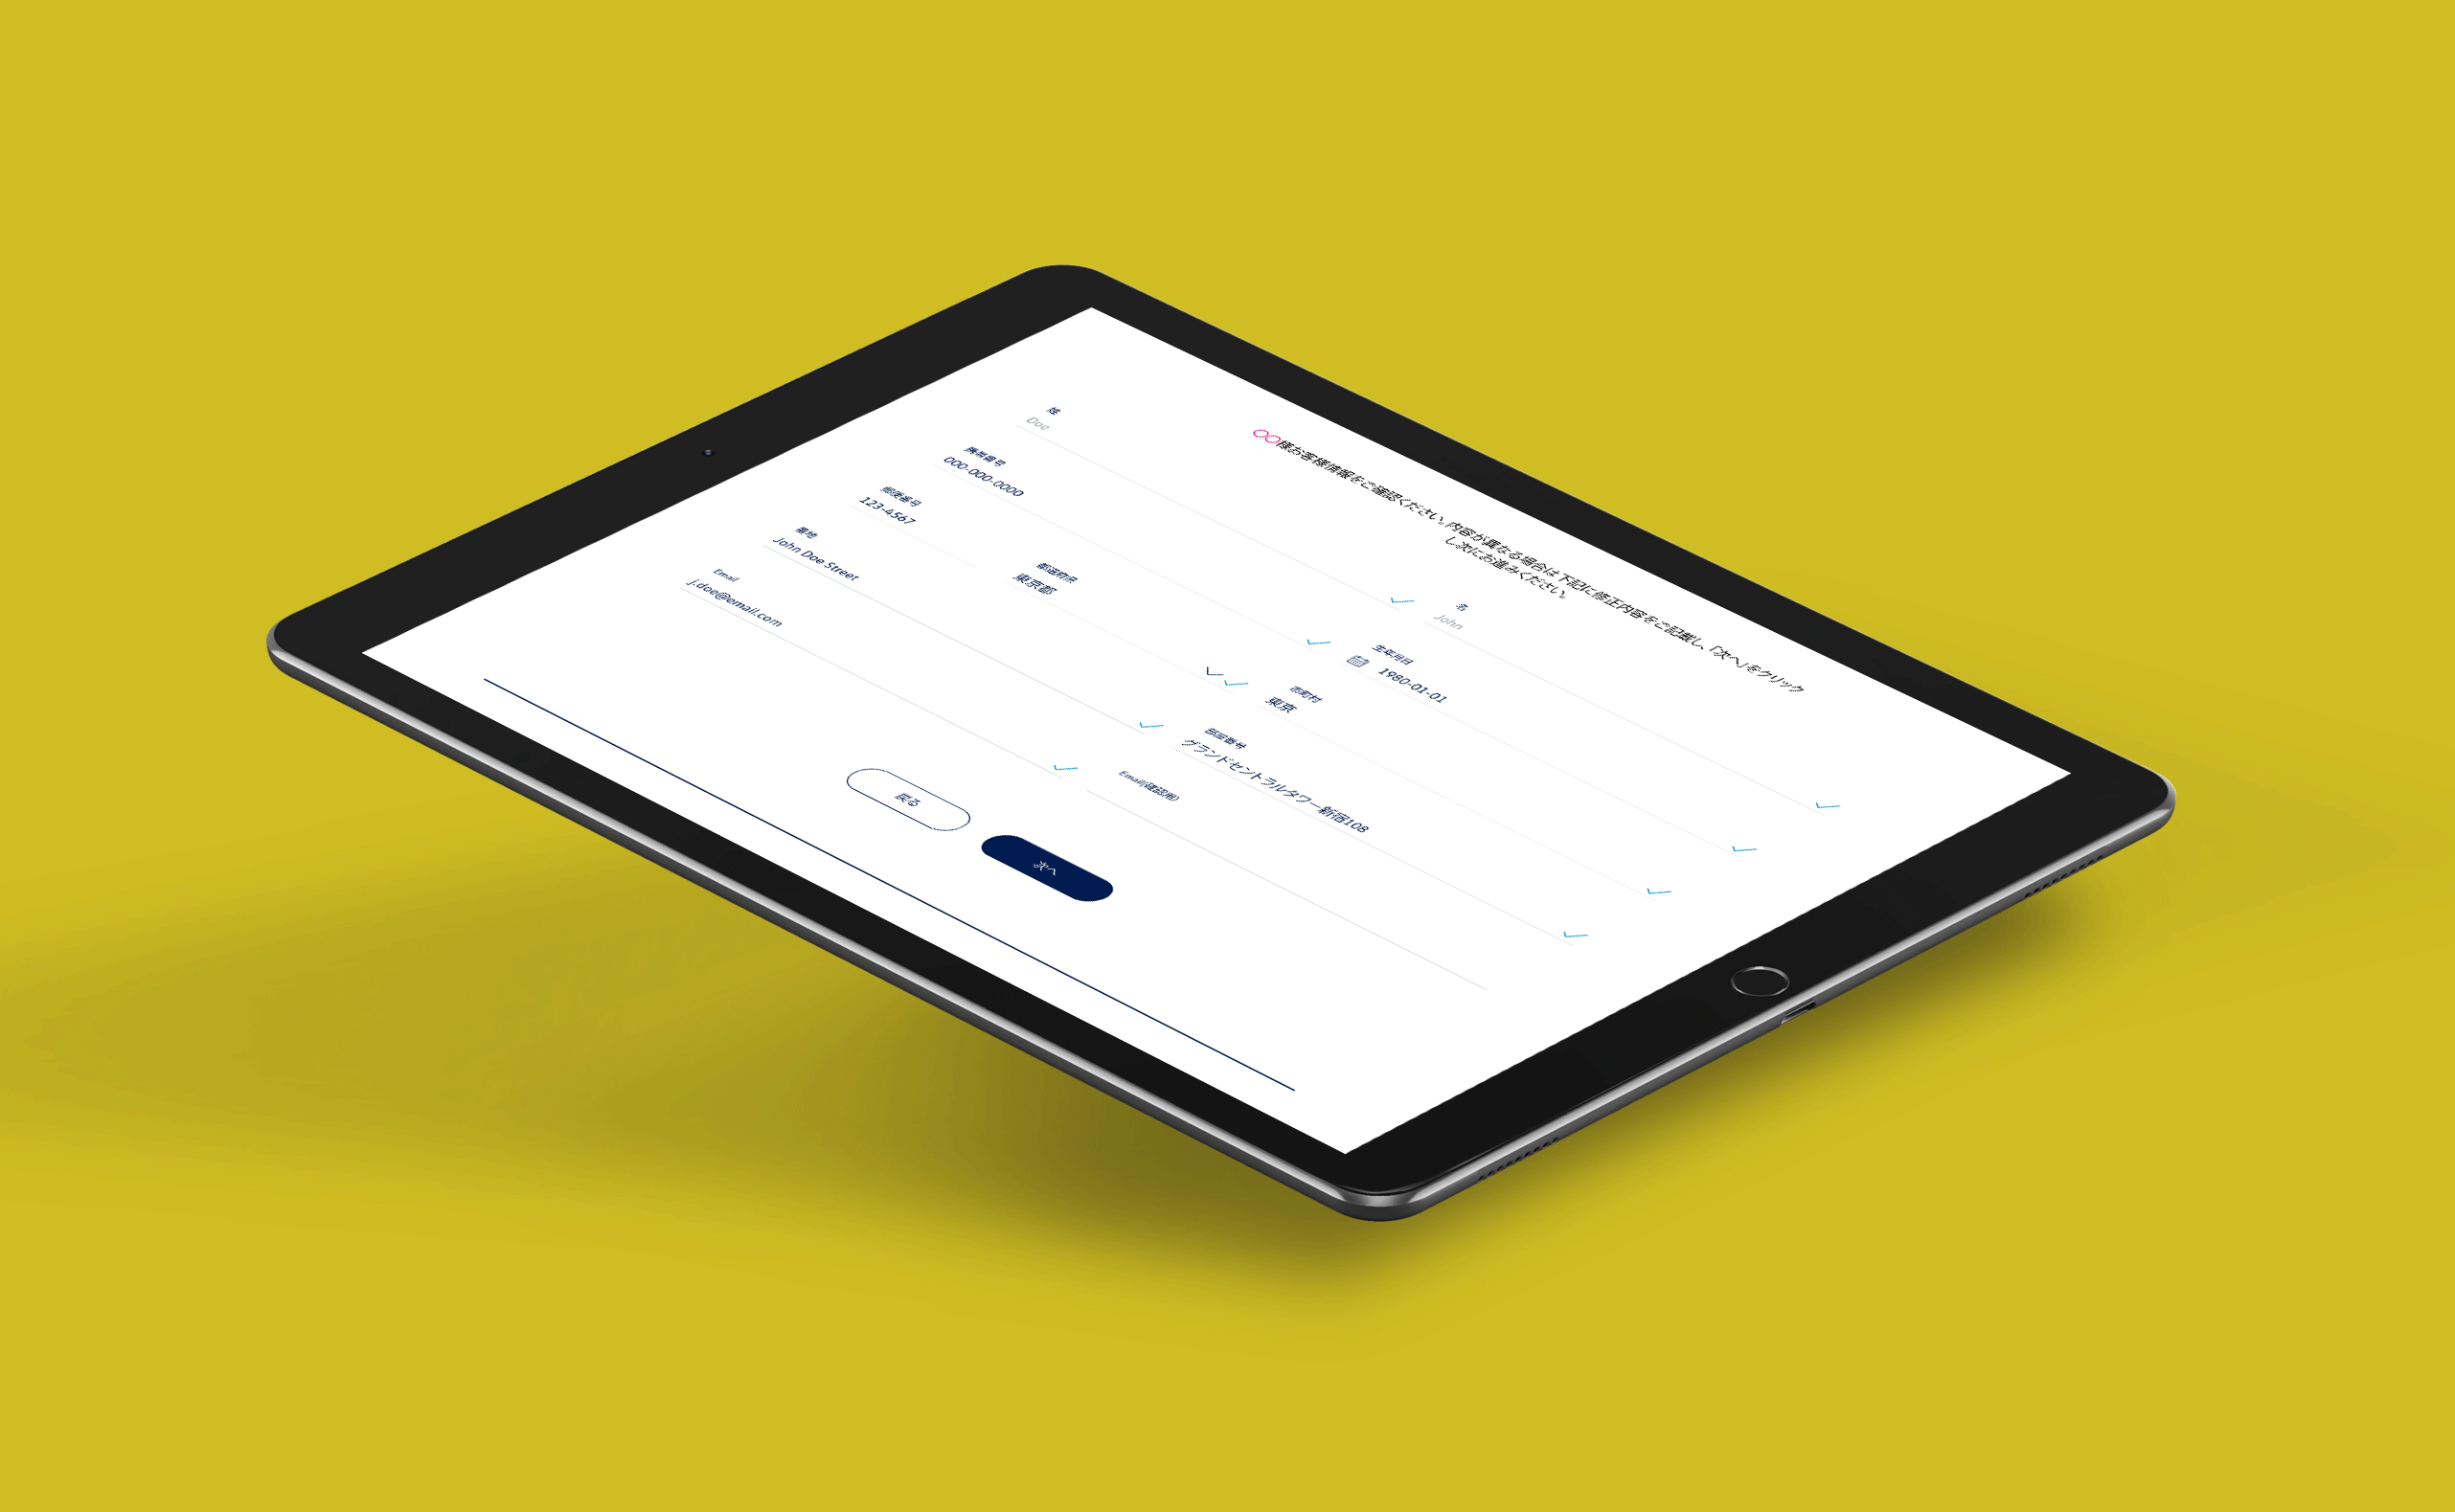 〇〇様お客様情報をご確認ください。内容が異なる場合は下記に修正内容をご記載し、「次へ」をクリック
し次にお進みください。
姓
Doe
名
John
携帯番号
000-000-0000
生年月日
1980-01-01
郵便番号
123-4567
都道府県
東京都
市町村
東京
番地
John Doe Street
部屋番号
グランドセントラルタワー新宿108
Email
j.doe@email.com
Email(確認用)
戻る
次へ